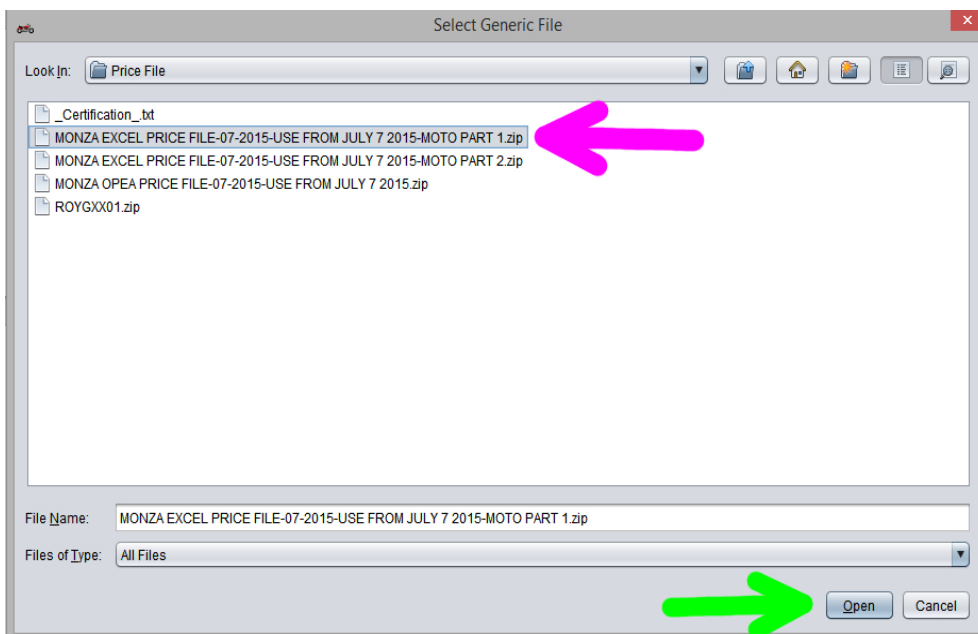 Select Generic File
Look In: Price File
_Certification_.txt
MONZA EXCEL PRICE FILE-07-2015-USE FROM JULY 7 2015-MOTO PART 1.zip
MONZA EXCEL PRICE FILE-07-2015-USE FROM JULY 7 2015-MOTO PART 2.zip
MONZA OPEA PRICE FILE-07-2015-USE FROM JULY 7 2015.zip
ROYGXX01.zip
File Name: MONZA EXCEL PRICE FILE-07-2015-USE FROM JULY 7 2015-MOTO PART 1.zip
Files of Type: All Files
Open Cancel